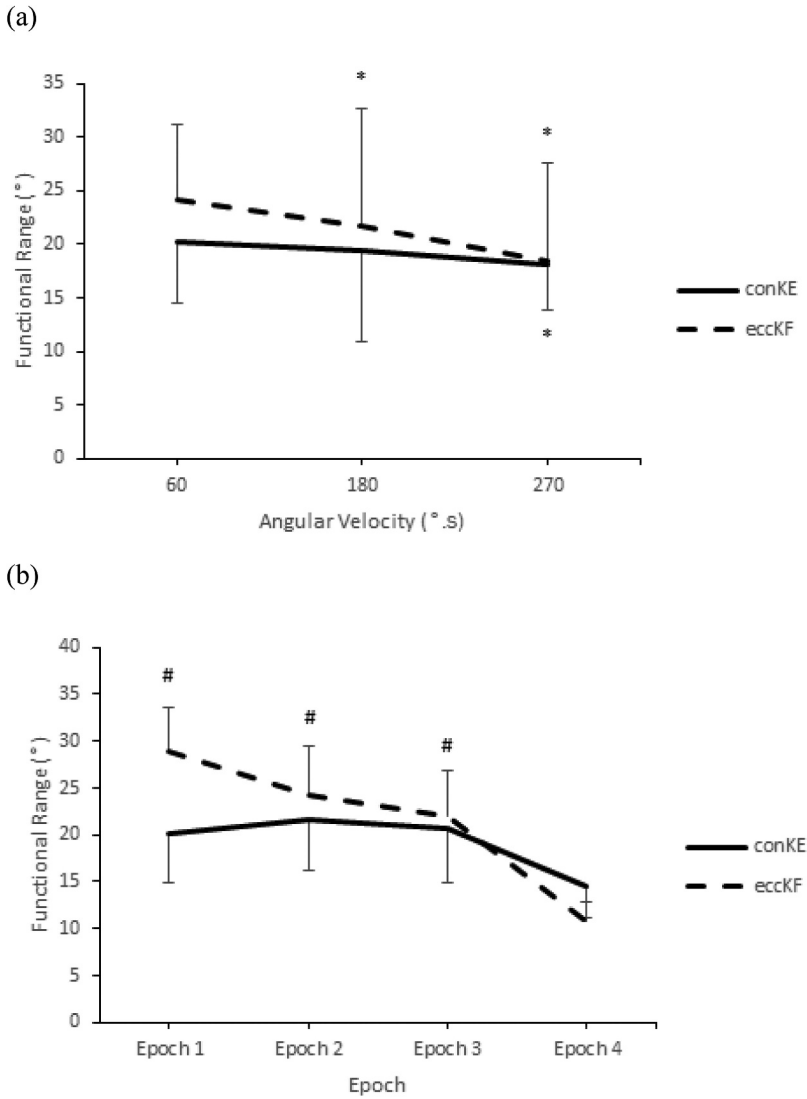 (a)
*
*
35
30
25
20
15
10
5
0
*
Functional Range (°)
conKE
eccKF
60 180 270
Angular Velocity (°.s)
(b)
40
35
30
25
20
15
10
5
0
#
#
#
Functional Range (°)
conKE
eccKF
Epoch 1 Epoch 2 Epoch 3 Epoch 4
Epoch